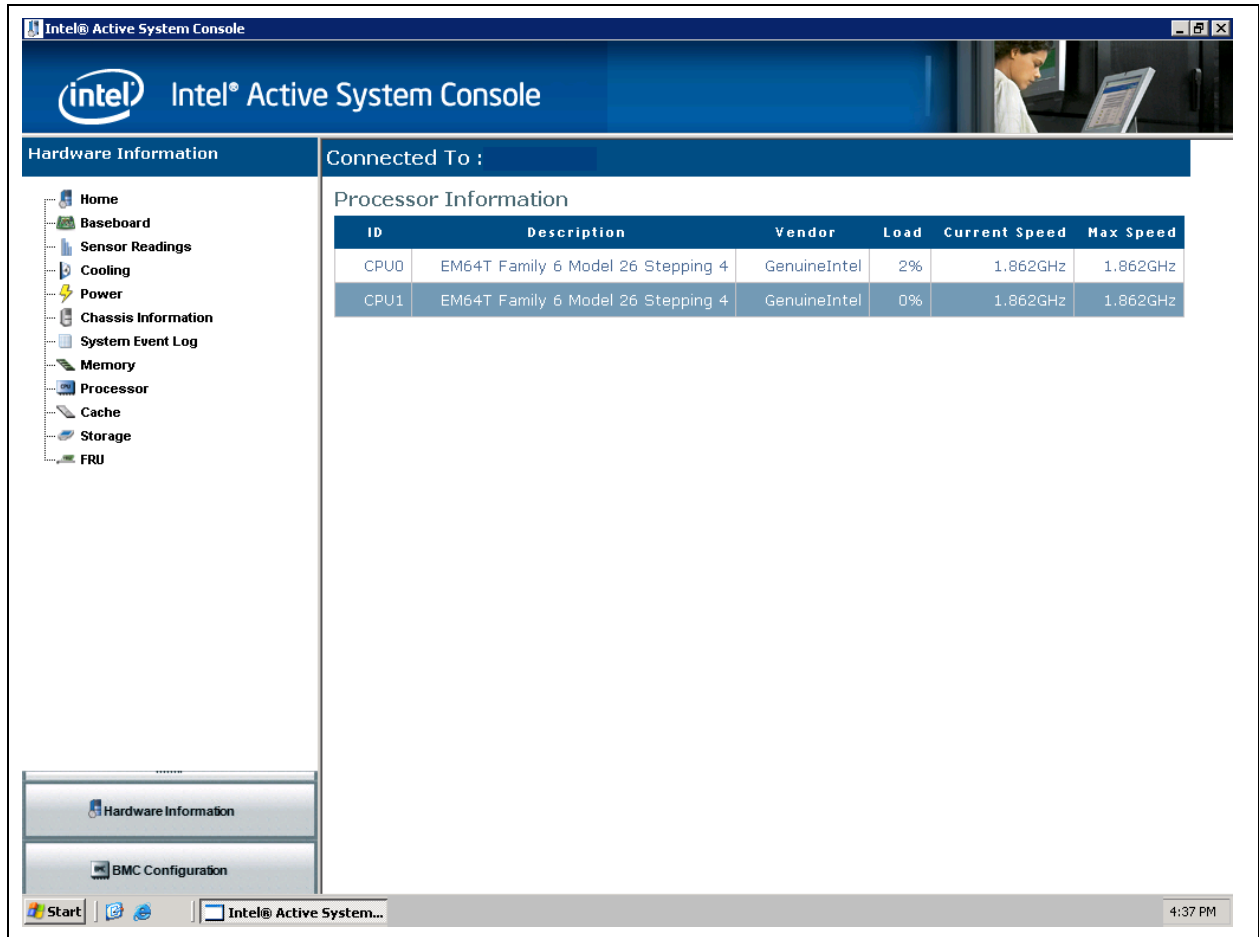 Intel® Active System Console
intel® Intel® Active System Console
Hardware Information
Connected To :
Home
Baseboard
Sensor Readings
Cooling
Power
Chassis Information
System Event Log
Memory
Processor
Cache
Storage
FRU
Processor Information
ID Description Vendor Load Current Speed Max Speed
CPU0 EM64T Family 6 Model 26 Stepping 4 GenuineIntel 2% 1.862GHz 1.862GHz
CPU1 EM64T Family 6 Model 26 Stepping 4 GenuineIntel 0% 1.862GHz 1.862GHz
Hardware Information
BMC Configuration
Start Intel® Active System... 4:37 PM